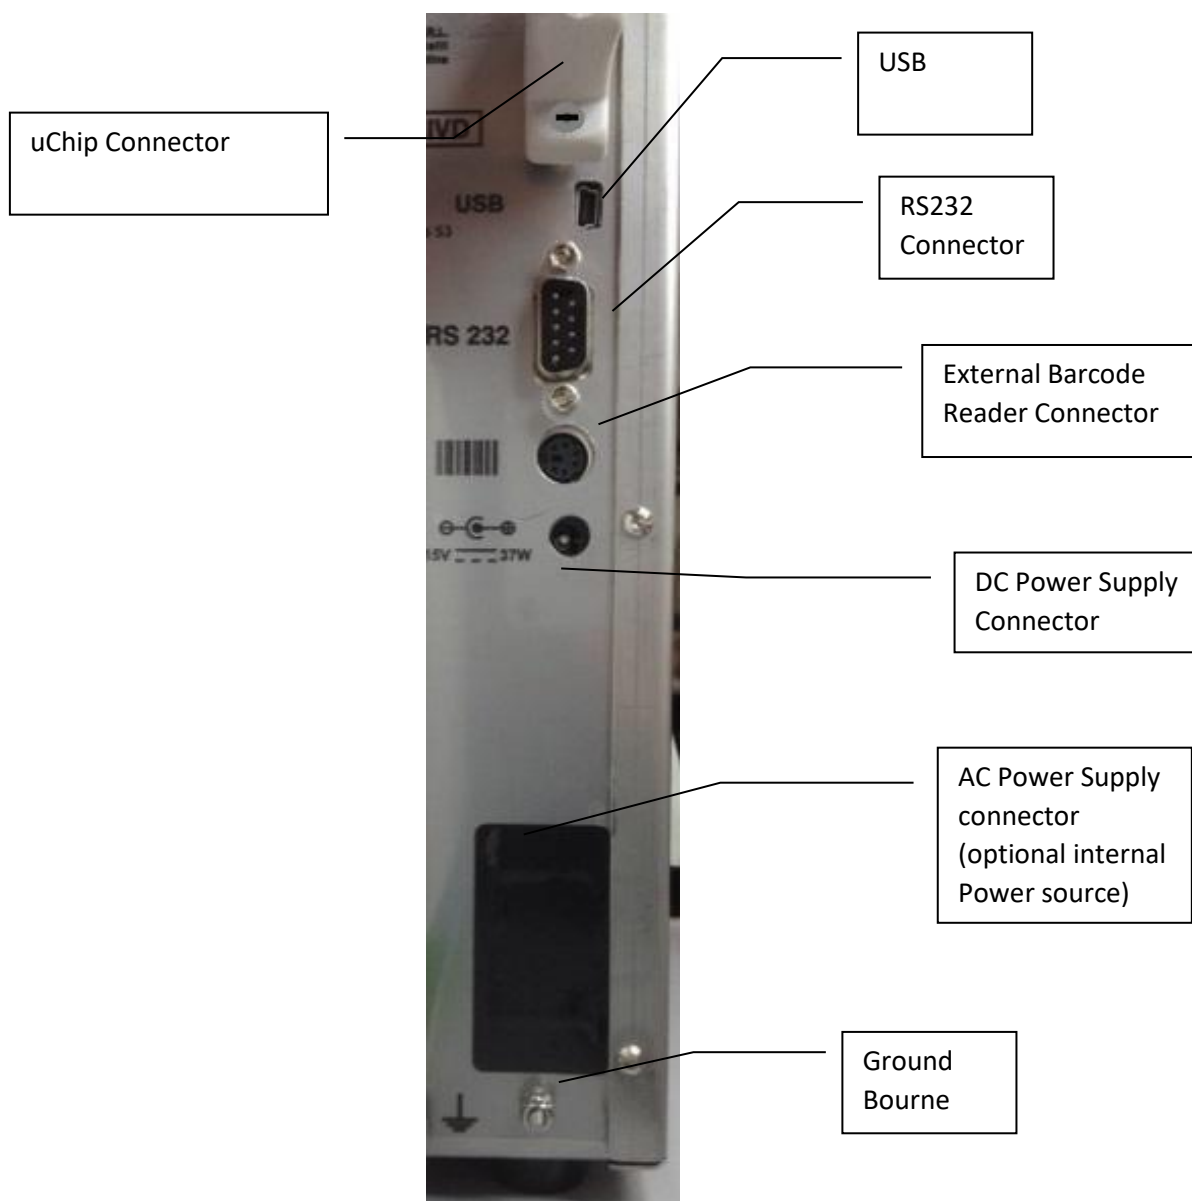 USB
uChip Connector
IVD
USB
RS232
Connector
RS 232
External Barcode
Reader Connector
15V 37W
DC Power Supply
Connector
AC Power Supply
connector
(optional internal
Power source)
Ground
Bourne